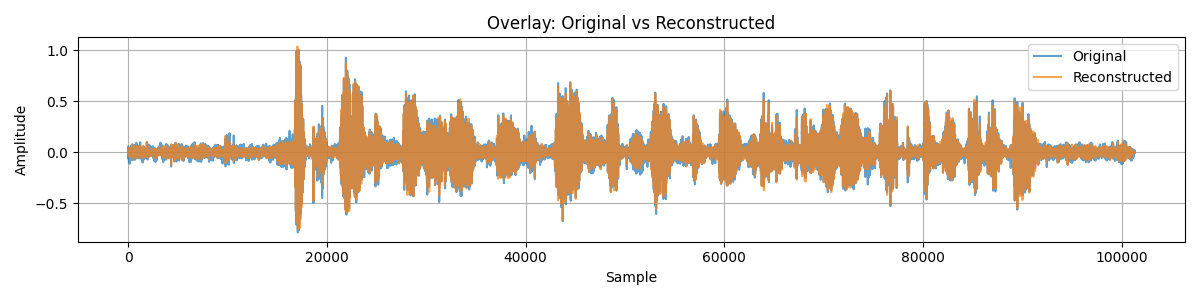 Overlay: Original vs Reconstructed
1.0
0.5
0.0
−0.5
Amplitude
Original
Reconstructed
0
20000
40000
60000
80000
100000
Sample